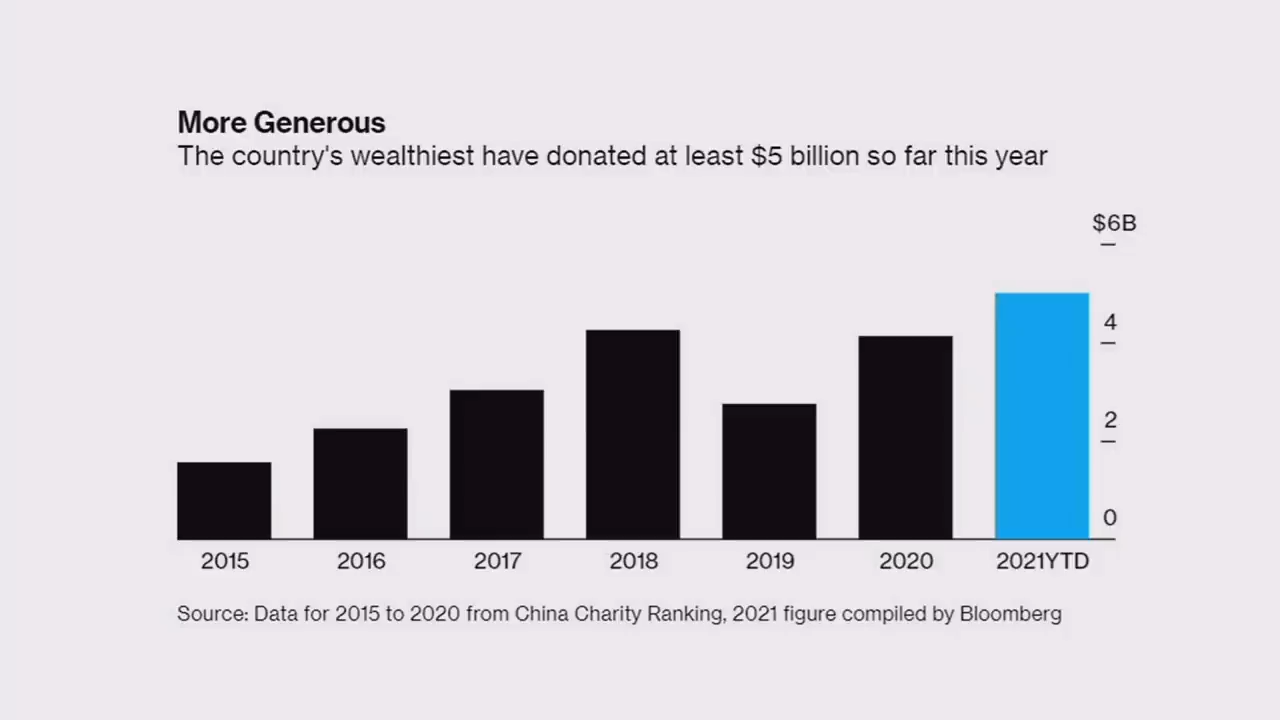 More Generous
The country's wealthiest have donated at least $5 billion so far this year
$6B
4
2
0
2015 2016 2017 2018 2019 2020 2021YTD
Source: Data for 2015 to 2020 from China Charity Ranking, 2021 figure compiled by Bloomberg